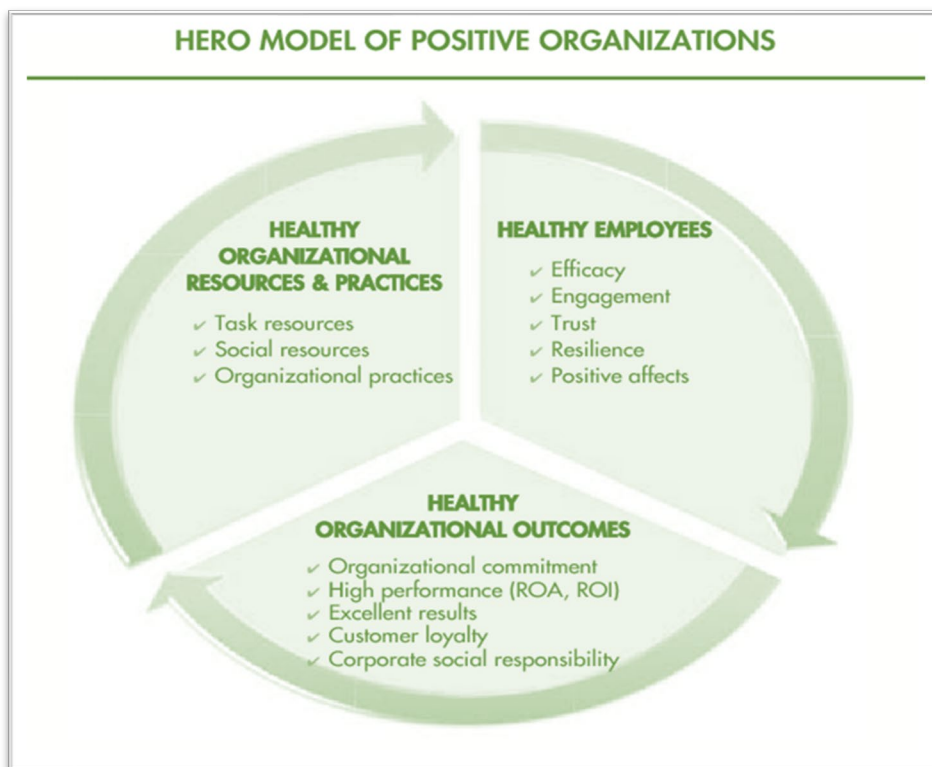 HERO MODEL OF POSITIVE ORGANIZATIONS
HEALTHY
ORGANIZATIONAL
RESOURCES & PRACTICES
✓ Task resources
✓ Social resources
✓ Organizational practices
HEALTHY EMPLOYEES
✓ Efficacy
✓ Engagement
✓ Trust
✓ Resilience
✓ Positive affects
HEALTHY
ORGANIZATIONAL OUTCOMES
✓ Organizational commitment
✓ High performance (ROA, ROI)
✓ Excellent results
✓ Customer loyalty
✓ Corporate social responsibility